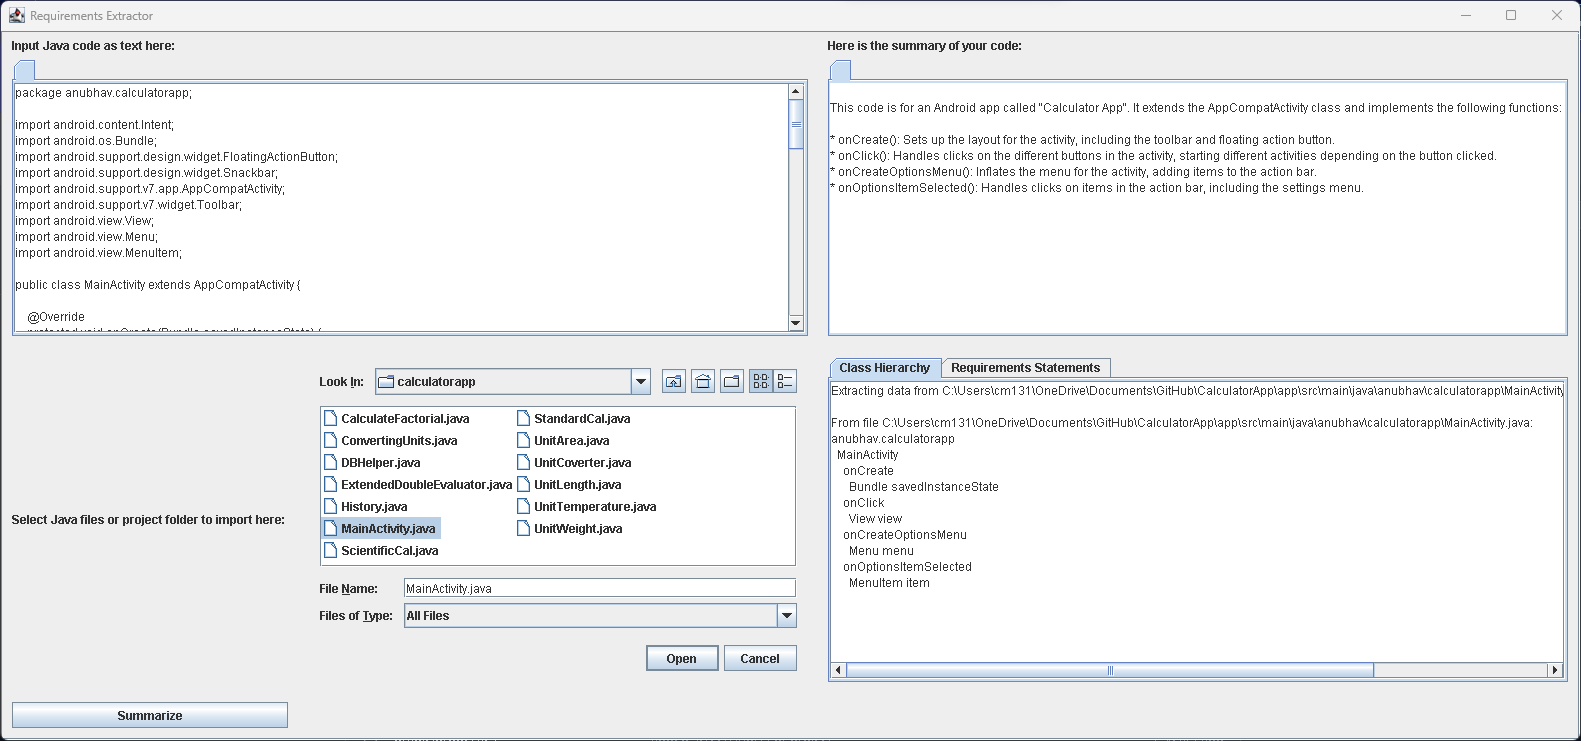 Requirements Extractor
Input Java code as text here:
package anubhav.calculatorapp;
import android.content.Intent;
import android.os.Bundle;
import android.support.design.widget.FloatingActionButton;
import android.support.design.widget.Snackbar;
import android.support.v7.app.AppCompatActivity;
import android.support.v7.widget.Toolbar;
import android.view.View;
import android.view.Menu;
import android.view.MenuItem;
public class MainActivity extends AppCompatActivity {
@Override
protected void onCreate(Bundle savedInstanceState) {
Here is the summary of your code:
This code is for an Android app called "Calculator App". It extends the AppCompatActivity class and implements the following functions:
* onCreate(): Sets up the layout for the activity, including the toolbar and floating action button.
* onClick(): Handles clicks on the different buttons in the activity, starting different activities depending on the button clicked.
* onCreateOptionsMenu(): Inflates the menu for the activity, adding items to the action bar.
* onOptionsItemSelected(): Handles clicks on items in the action bar, including the settings menu.
Select Java files or project folder to import here:
Look In: calculatorapp
CalculateFactorial.java
ConvertingUnits.java
DBHelper.java
ExtendedDoubleEvaluator.java
History.java
MainActivity.java
ScientificCal.java
StandardCal.java
UnitArea.java
UnitCoverter.java
UnitLength.java
UnitTemperature.java
UnitWeight.java
File Name: MainActivity.java
Files of Type: All Files
Open Cancel
Summarize
Class Hierarchy Requirements Statements
Extracting data from C:\Users\cm131\OneDrive\Documents\GitHub\CalculatorApp\app\src\main\java\anubhav\calculatorapp\MainActivity
From file C:\Users\cm131\OneDrive\Documents\GitHub\CalculatorApp\app\src\main\java\anubhav\calculatorapp\MainActivity.java:
anubhav.calculatorapp
MainActivity
onCreate
Bundle savedInstanceState
onClick
View view
onCreateOptionsMenu
Menu menu
onOptionsItemSelected
MenuItem item